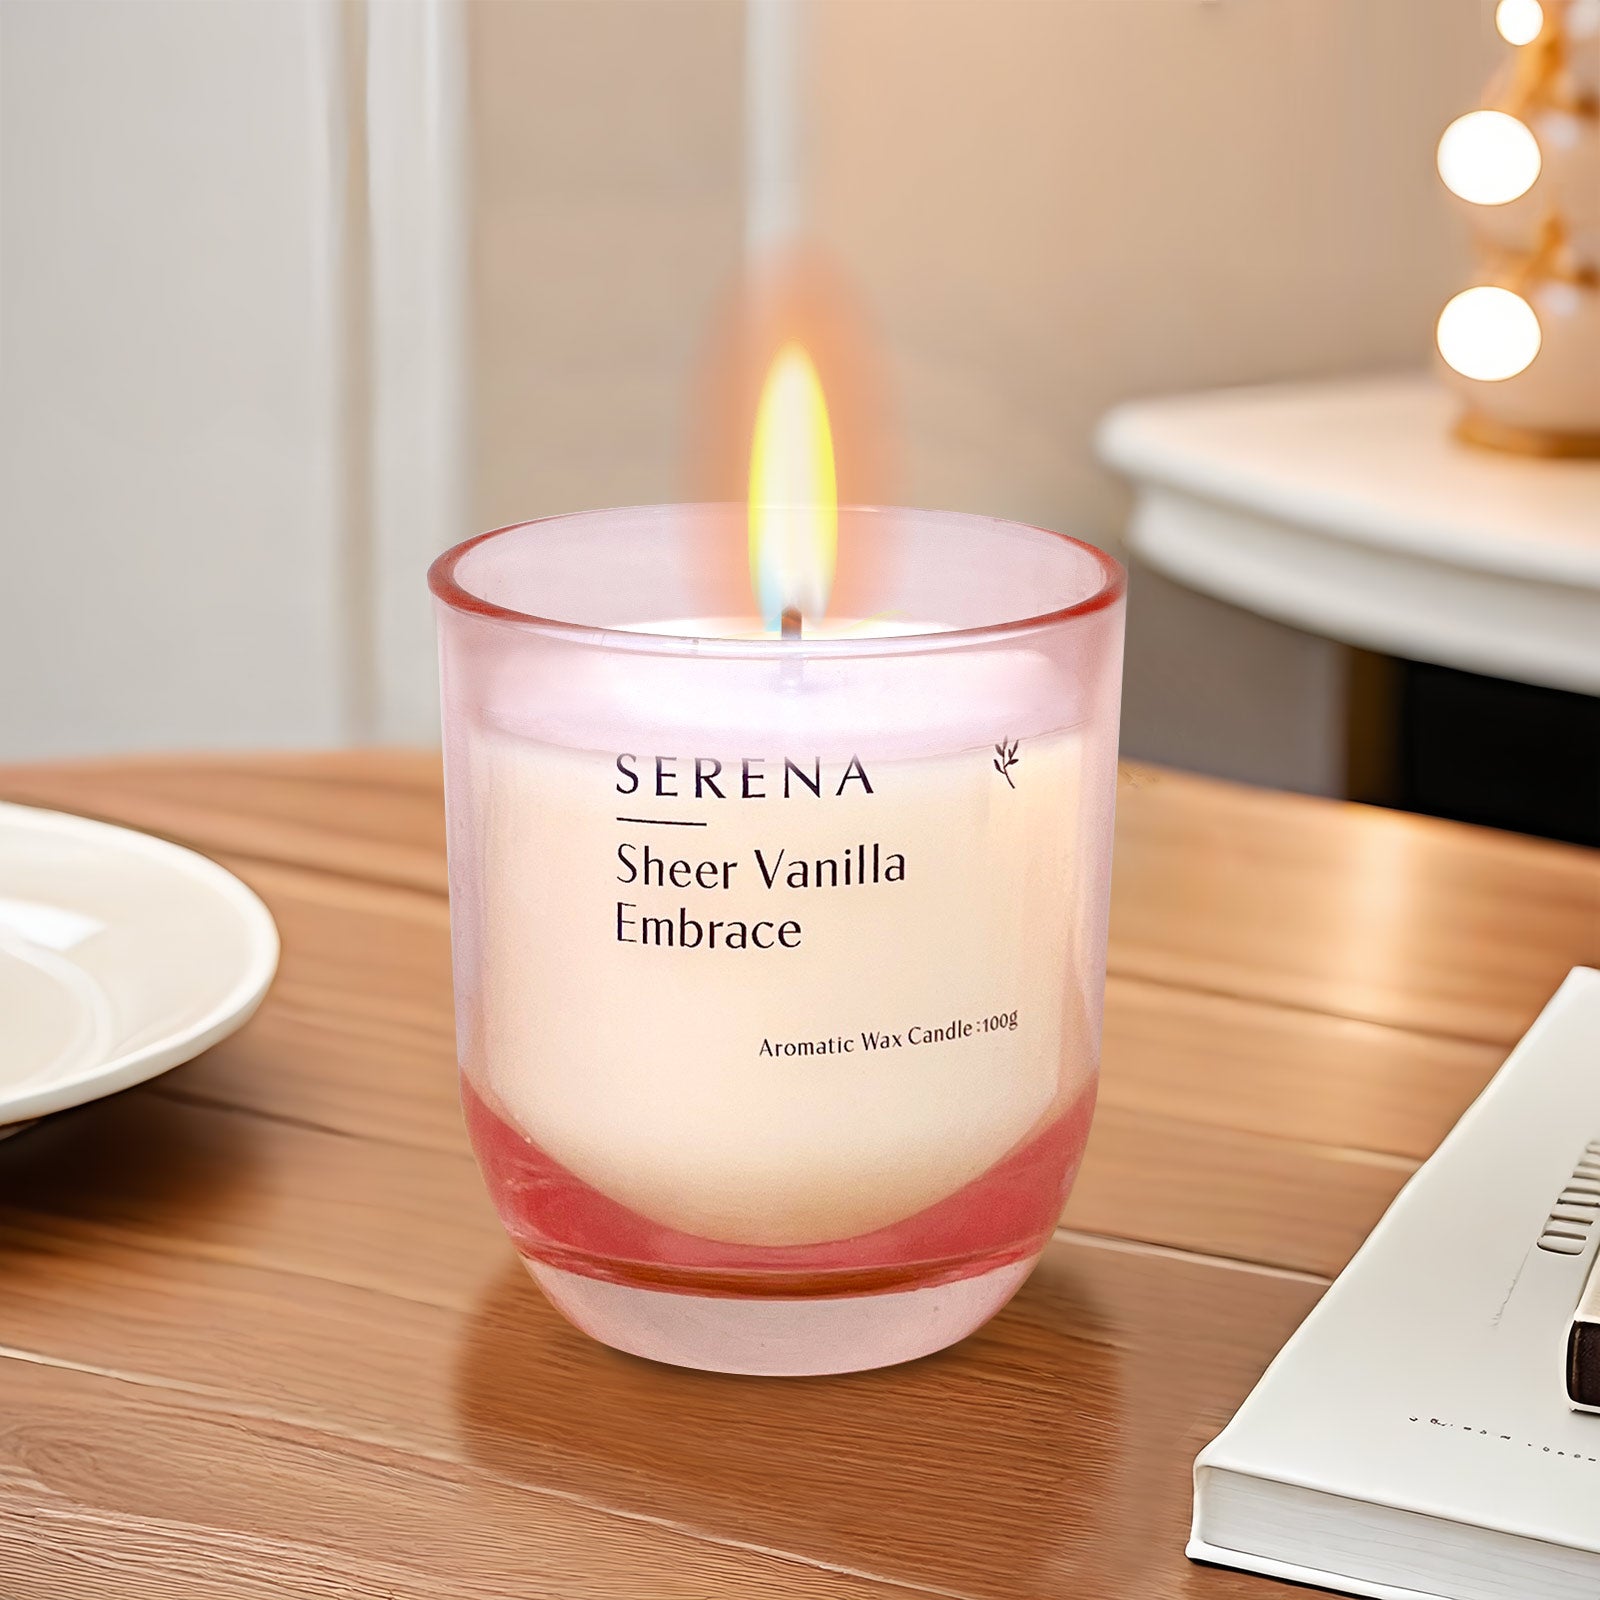 SERENA
Sheer Vanilla
Embrace
Aromatic Wax Candle:100g